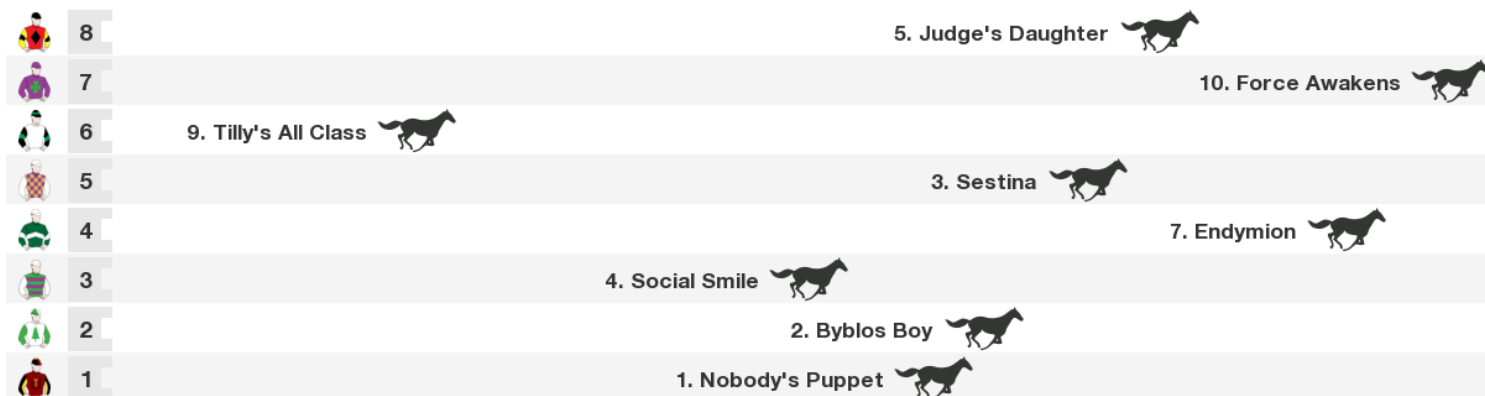 8 5. Judge's Daughter
7 10. Force Awakens
6 9. Tilly's All Class
5 3. Sestina
4 7. Endymion
3 4. Social Smile
2 2. Byblos Boy
1 1. Nobody's Puppet